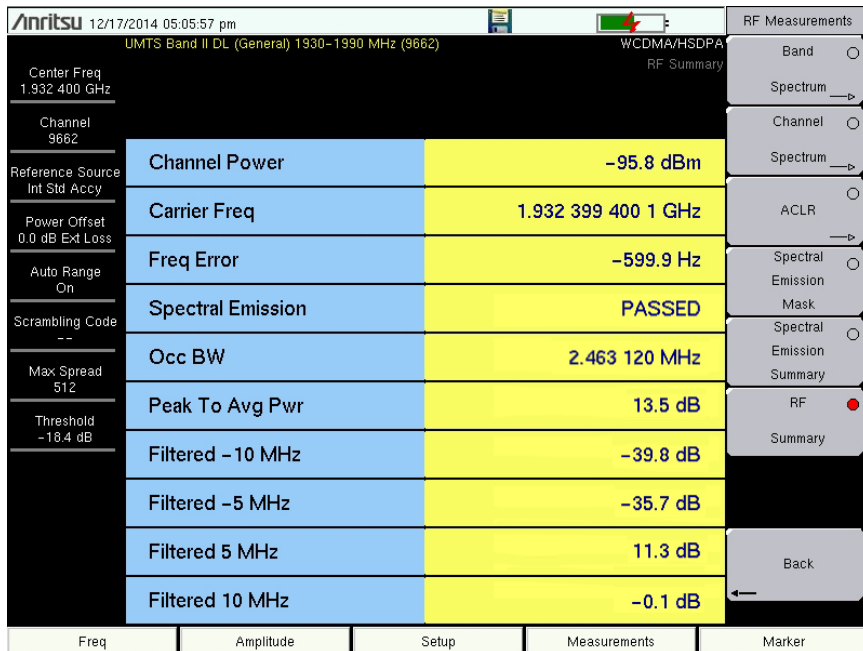 /Inritsu 12/17/2014 05:05:57 pm
UMTS Band II DL (General) 1930-1990 MHz (9662)
WCDMA/HSDPA
RF Summary
Center Freq
1.932 400 GHz
Channel
9662
Reference Source
Int Std Accy
Power Offset
0.0 dB Ext Loss
Auto Range
On
Scrambling Code
--
Max Spread
512
Threshold
-18.4 dB
Channel Power -95.8 dBm
Carrier Freq 1.932 399 400 1 GHz
Freq Error -599.9 Hz
Spectral Emission PASSED
Occ BW 2.463 120 MHz
Peak To Avg Pwr 13.5 dB
Filtered -10 MHz -39.8 dB
Filtered -5 MHz -35.7 dB
Filtered 5 MHz 11.3 dB
Filtered 10 MHz -0.1 dB
RF Measurements
Band
Spectrum
Channel
Spectrum
ACLR
Spectral
Emission
Mask
Spectral
Emission
Summary
RF
Summary
Back
Freq Amplitude Setup Measurements Marker